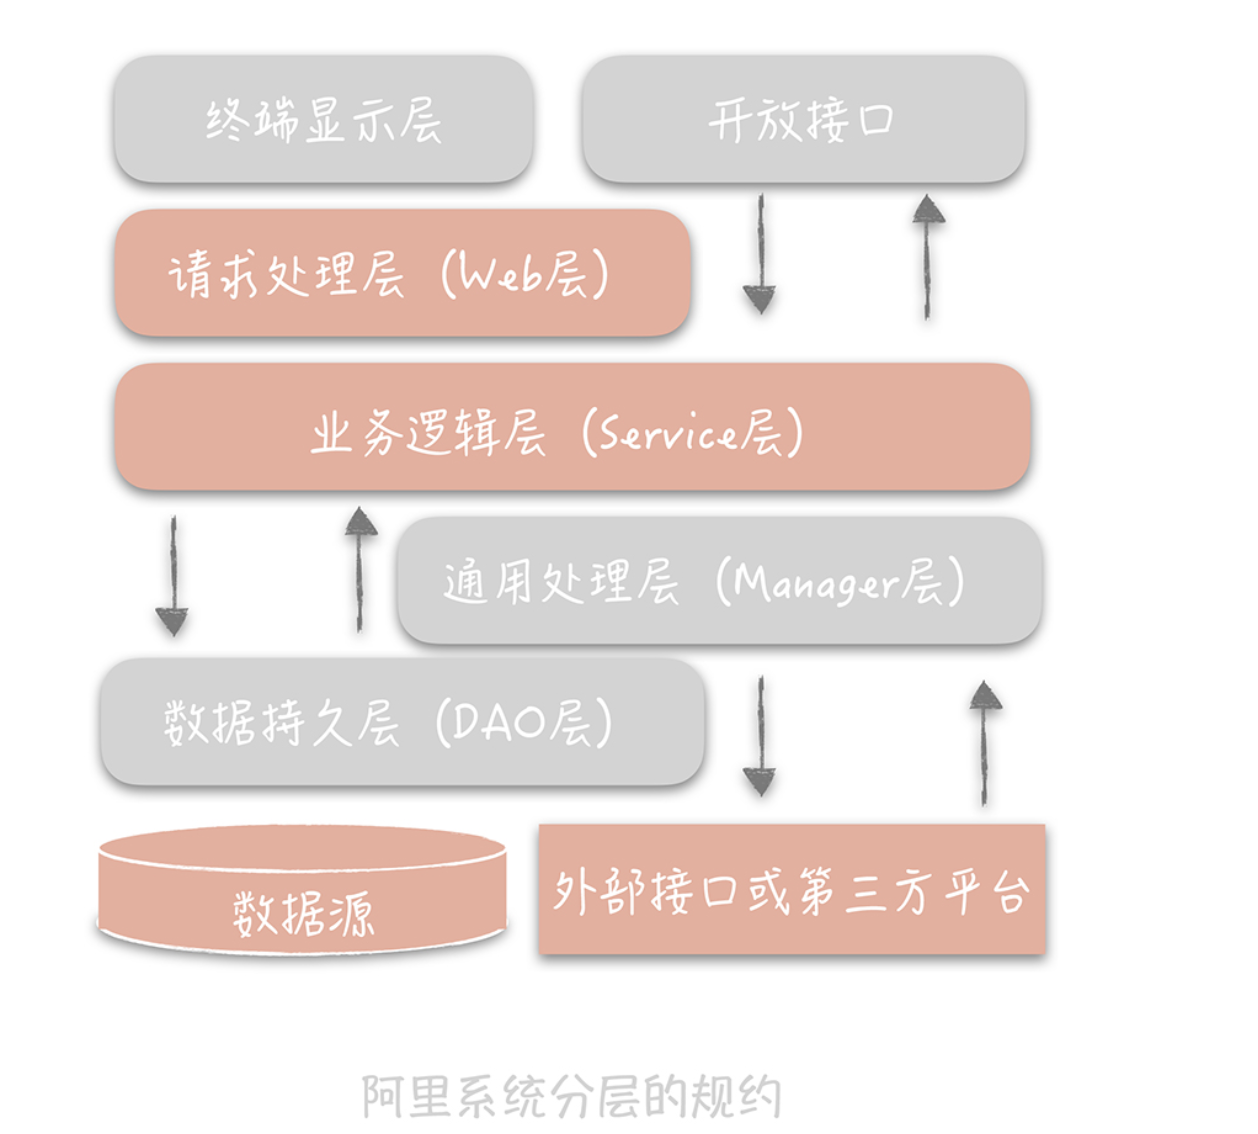 终端显示层
开放接口
请求处理层（Web层）
业务逻辑层（Service层）
通用处理层（Manager层）
数据持久层（DAO层）
数据源
外部接口或第三方平台
阿里系统分层的规约